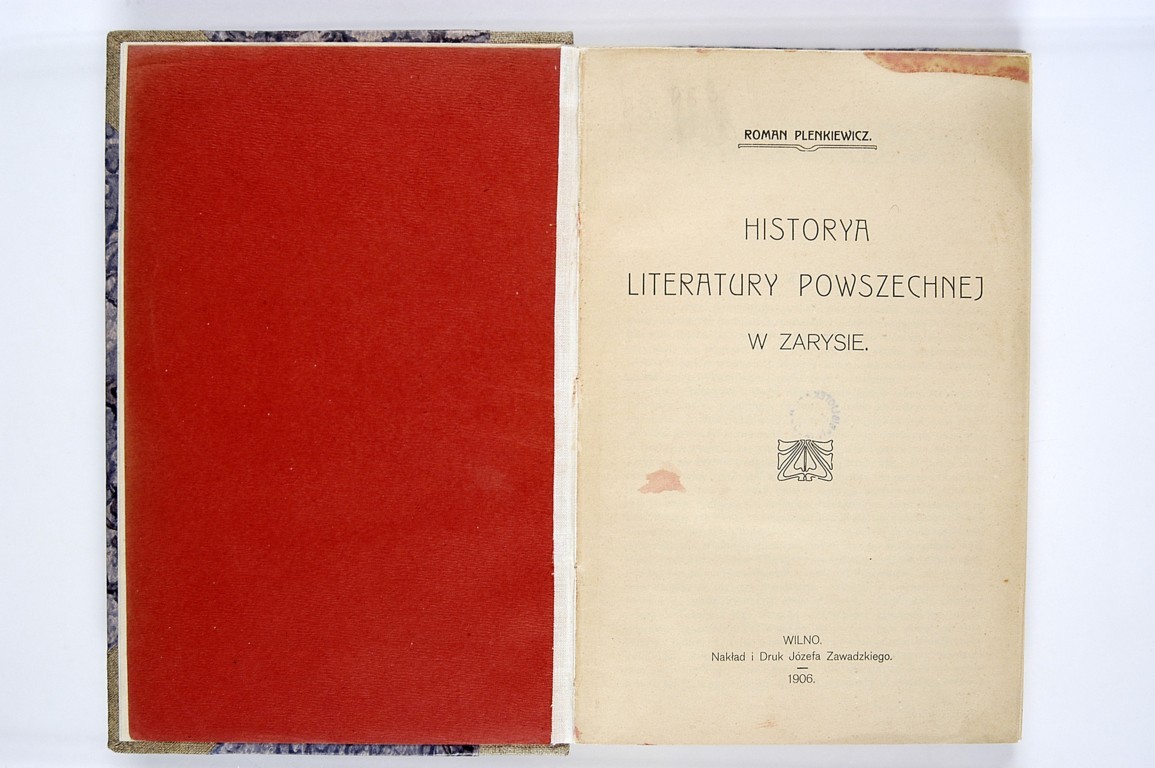 ROMAN PLENKIEWICZ.
HISTORYA
LITERATURY POWSZECHNEJ
W ZARYSIE.
WILNO.
Nakład i Druk Józefa Zawadzkiego.
1906.